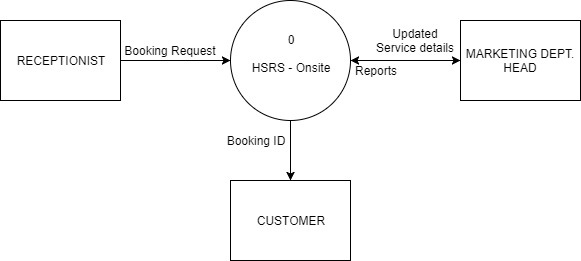 0
HSRS - Onsite
RECEPTIONIST
Booking Request
Updated
Service details
Reports
MARKETING DEPT.
HEAD
Booking ID
CUSTOMER